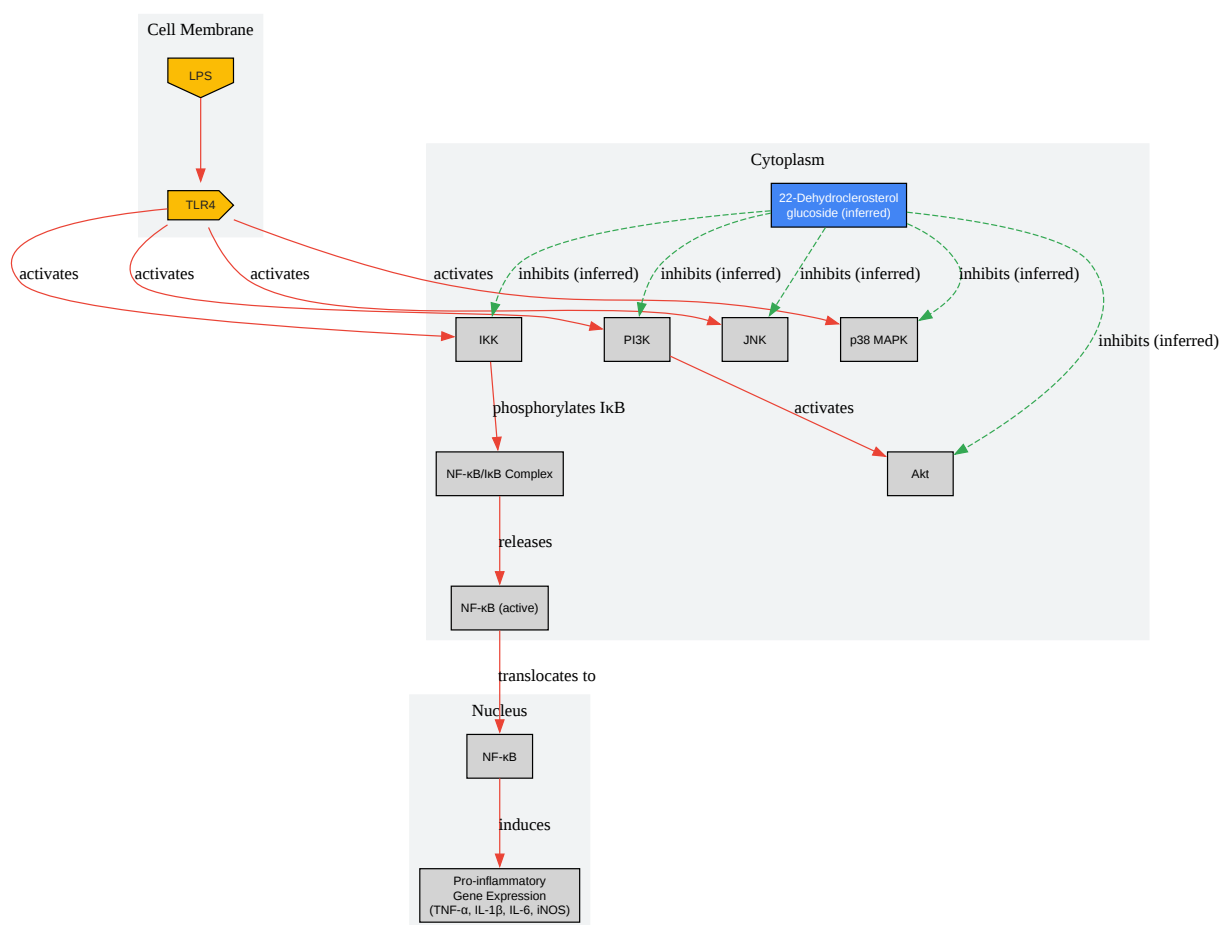 Cell Membrane
LPS
TLR4
Cytoplasm
22-Dehydroclerosterol
glucoside (inferred)
activates
activates
activates
activates
inhibits (inferred)
inhibits (inferred)
inhibits (inferred)
inhibits (inferred)
inhibits (inferred)
IKK
PI3K
JNK
p38 MAPK
phosphorylates IκB
activates
NF-κB/IκB Complex
Akt
releases
NF-κB (active)
translocates to
Nucleus
NF-κB
induces
Pro-inflammatory
Gene Expression
(TNF-α, IL-1β, IL-6, iNOS)